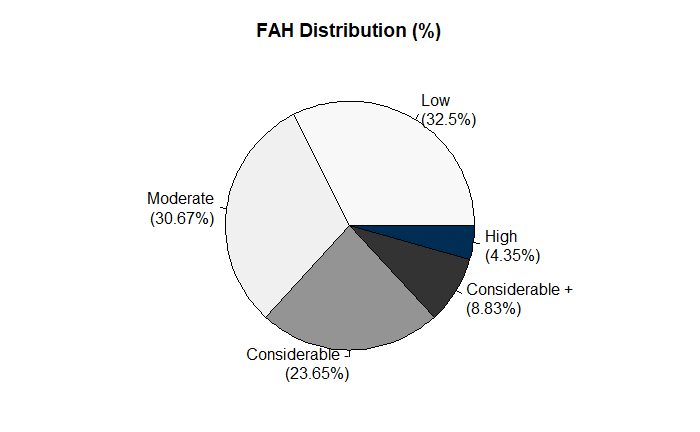 FAH Distribution (%)
Low
(32.5%)
Moderate
(30.67%)
High
(4.35%)
Considerable +
(8.83%)
Considerable -
(23.65%)